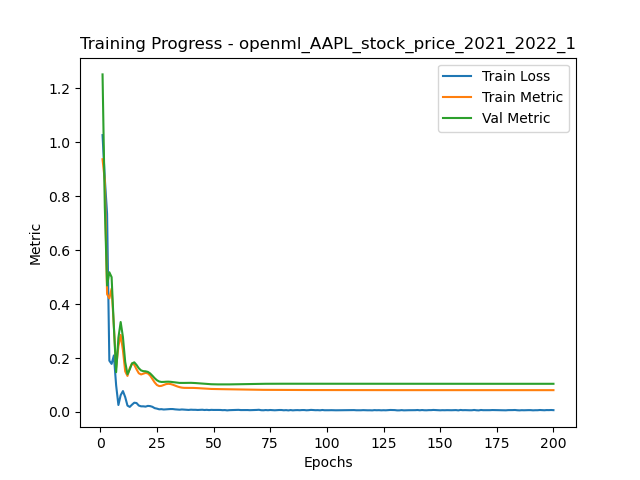 Training Progress - openml_AAPL_stock_price_2021_2022_1
Train Loss
Train Metric
Val Metric
Metric
1.2
1.0
0.8
0.6
0.4
0.2
0.0
0 25 50 75 100 125 150 175 200
Epochs